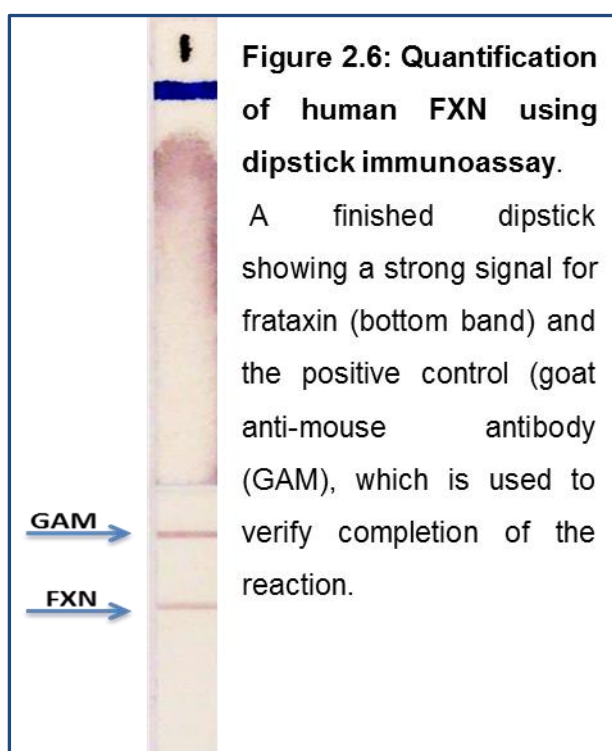 Figure 2.6: Quantification
of human FXN using
dipstick immunoassay.
A finished dipstick
showing a strong signal for
frataxin (bottom band) and
the positive control (goat
anti-mouse antibody
(GAM), which is used to
verify completion of the
reaction.
GAM
FXN